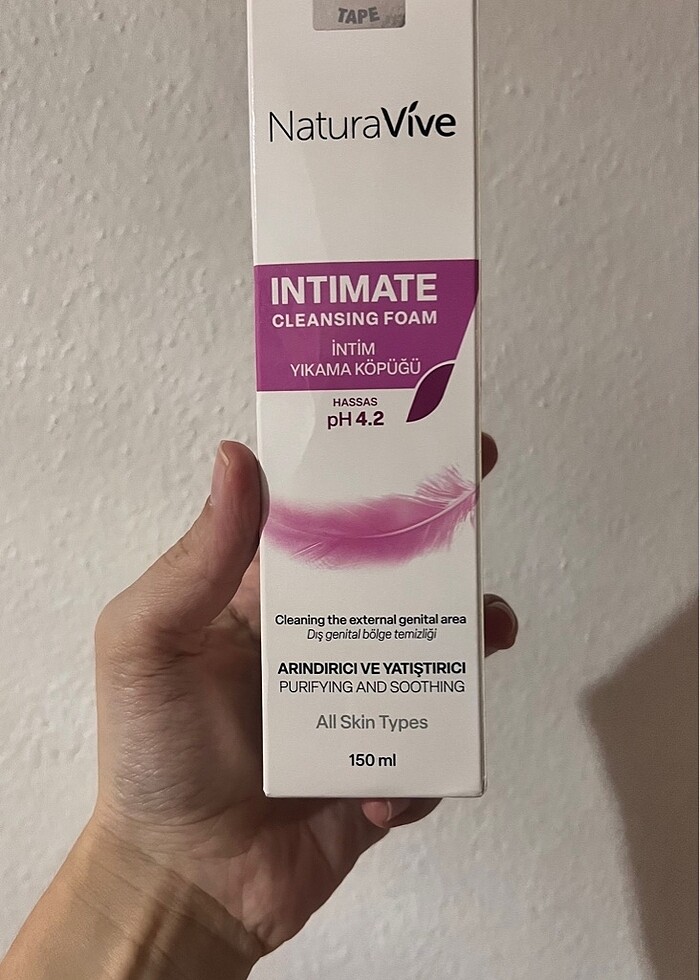 TAPE
NaturaVive
INTIMATE
CLEANSING FOAM
İNTİM
YIKAMA KÖPÜĞÜ
HASSAS
pH 4.2
Cleaning the external genital area
Dış genital bölge temizliği
ARINDIRICI VE YATIŞTIRICI
PURIFYING AND SOOTHING
All Skin Types
150 ml